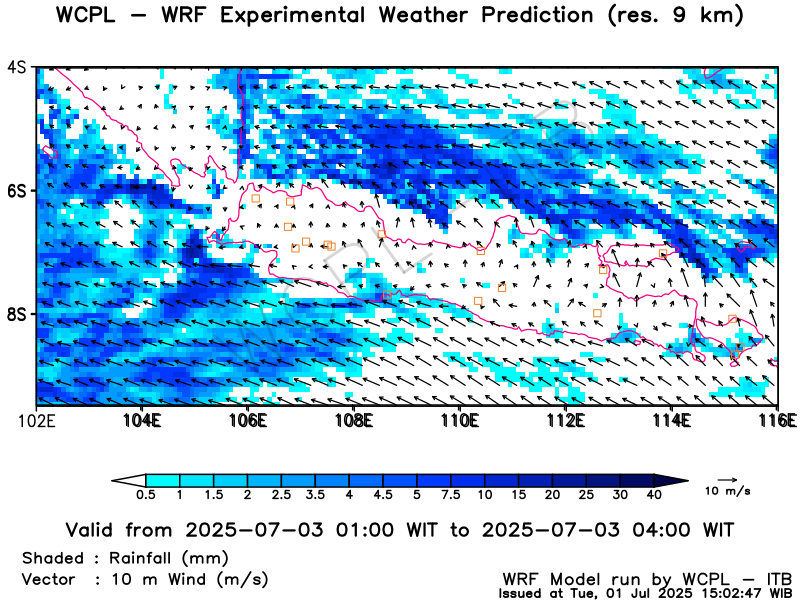 WCPL – WRF Experimental Weather Prediction (res. 9 km)
4S
6S
8S
102E 104E 106E 108E 110E 112E 114E 116E
0.5 1 1.5 2 2.5 3.5 4 4.5 5 7.5 10 15 20 25 30 40
10 m/s
Valid from 2025-07-03 01:00 WIT to 2025-07-03 04:00 WIT
Shaded : Rainfall (mm)
Vector : 10 m Wind (m/s)
WRF Model run by WCPL – ITB
Issued at Tue, 01 Jul 2025 15:02:47 WIB